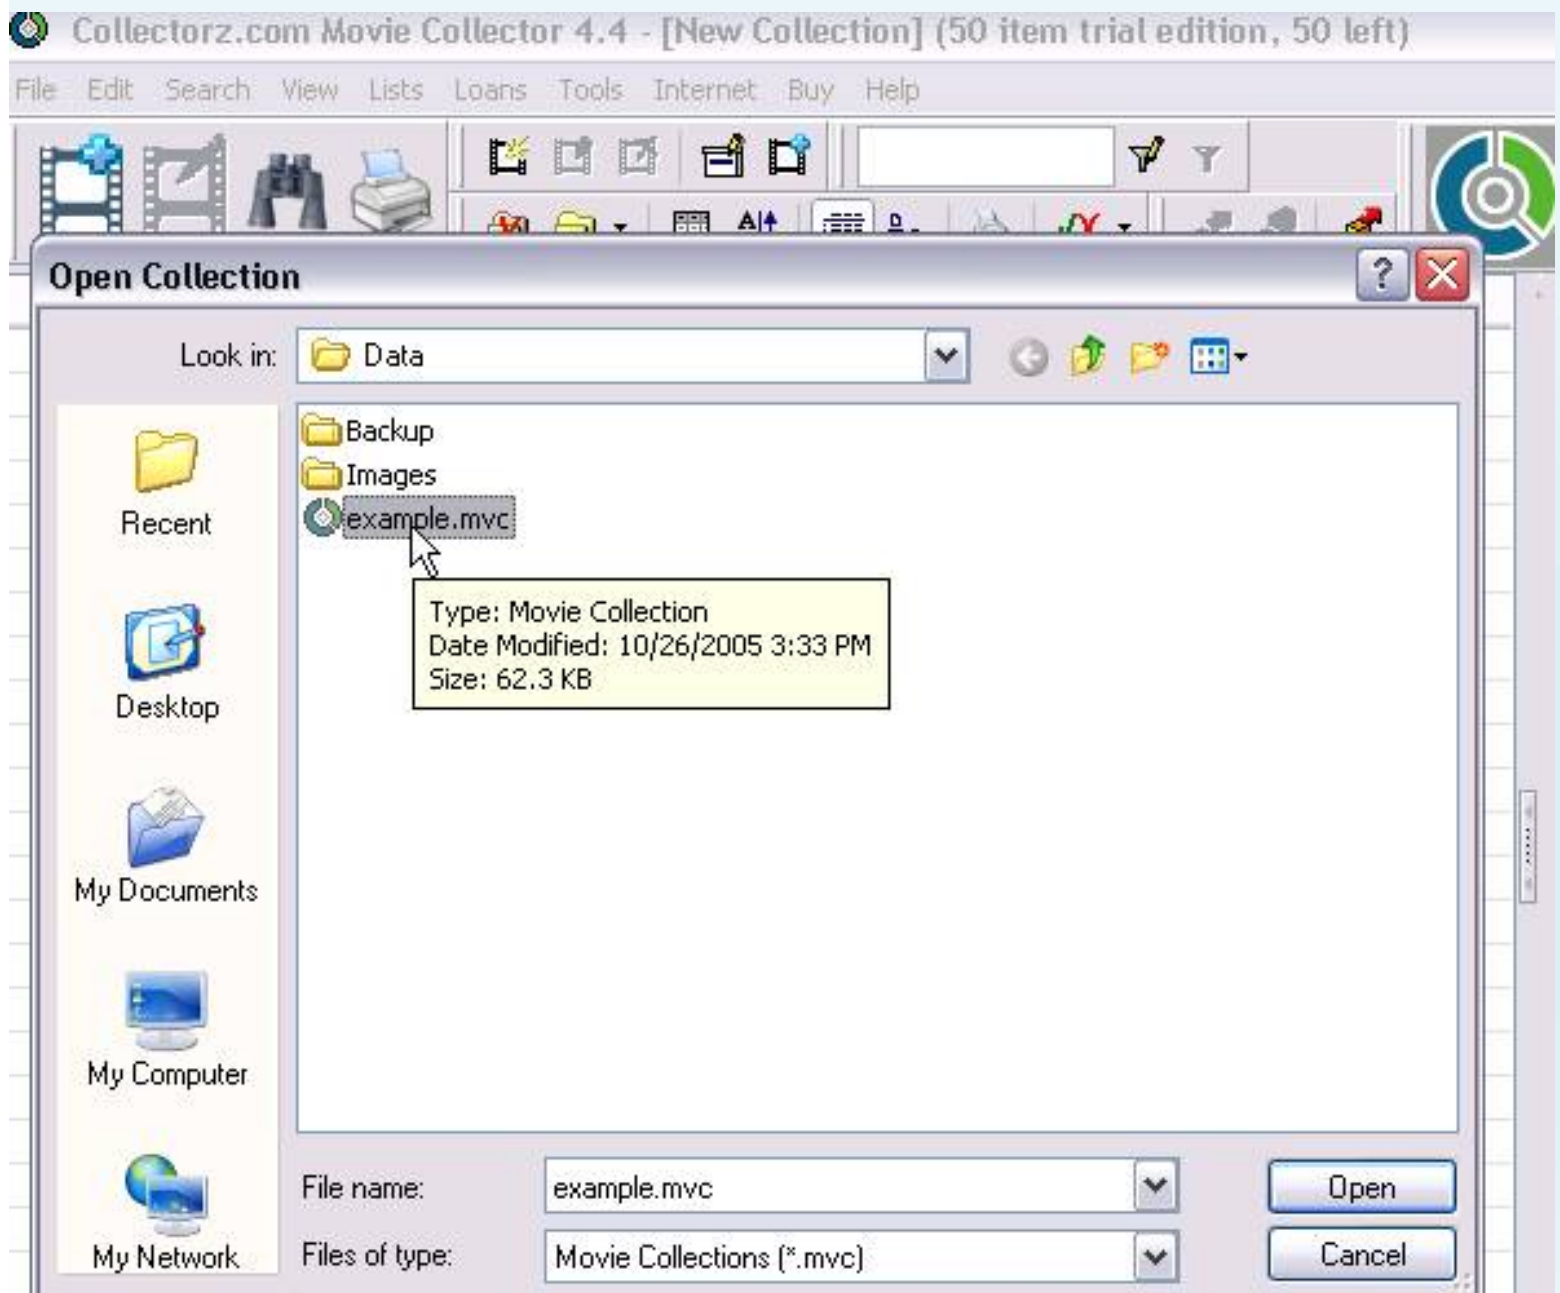 Collectorz.com Movie Collector 4.4 - [New Collection] (50 item trial edition, 50 left)
File Edit Search View Lists Loans Tools Internet Buy Help
Open Collection
Look in: Data
Backup
Images
example.mvc
Type: Movie Collection
Date Modified: 10/26/2005 3:33 PM
Size: 62.3 KB
Recent
Desktop
My Documents
My Computer
My Network
File name: example.mvc Open
Files of type: Movie Collections (*.mvc) Cancel